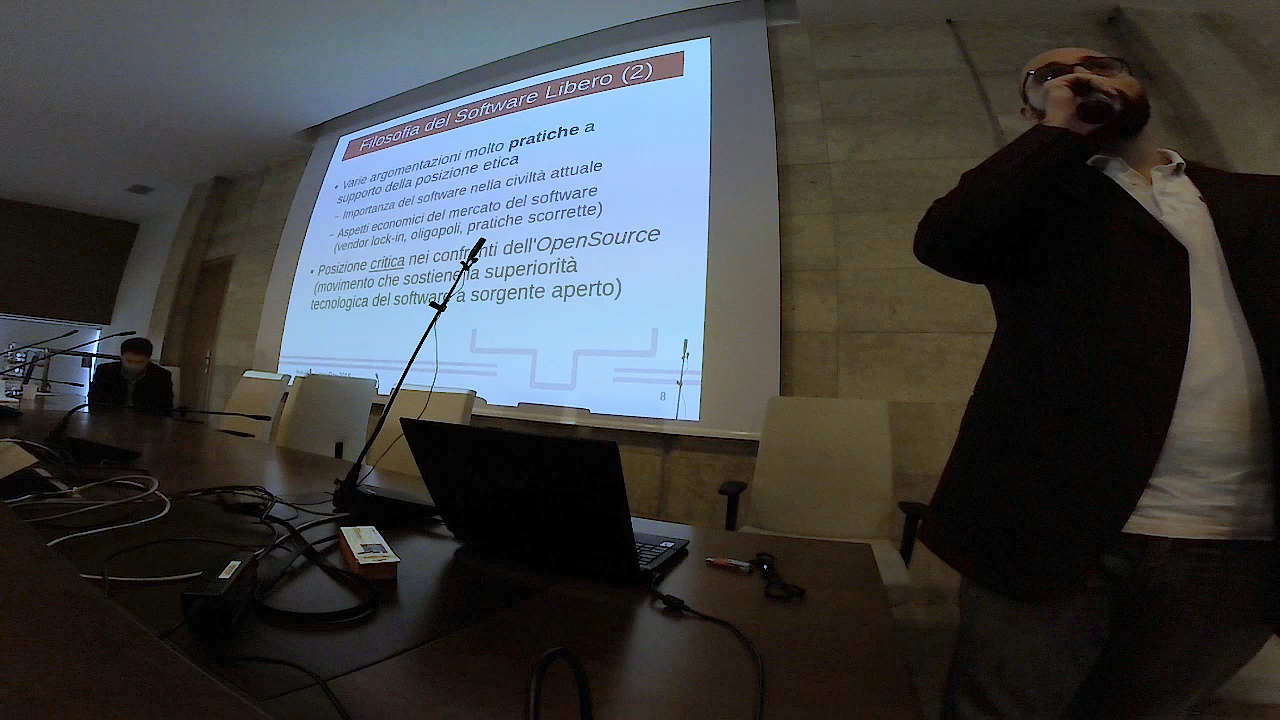 Filosofia del Software Libero (2)
• Varie argomentazioni molto pratiche a
supporto della posizione etica
– Importanza del software nella civiltà attuale
– Aspetti economici del mercato del software
(vendor lock-in, oligopoli, pratiche scorrette)
• Posizione critica nei confronti dell'OpenSource
(movimento che sostiene la superiorità
tecnologica del software a sorgente aperto)
8